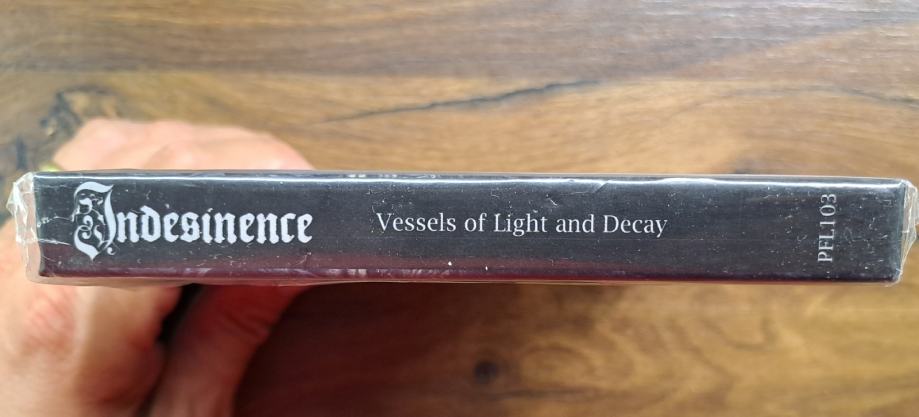 Indesinence
Vessels of Light and Decay
PFL103